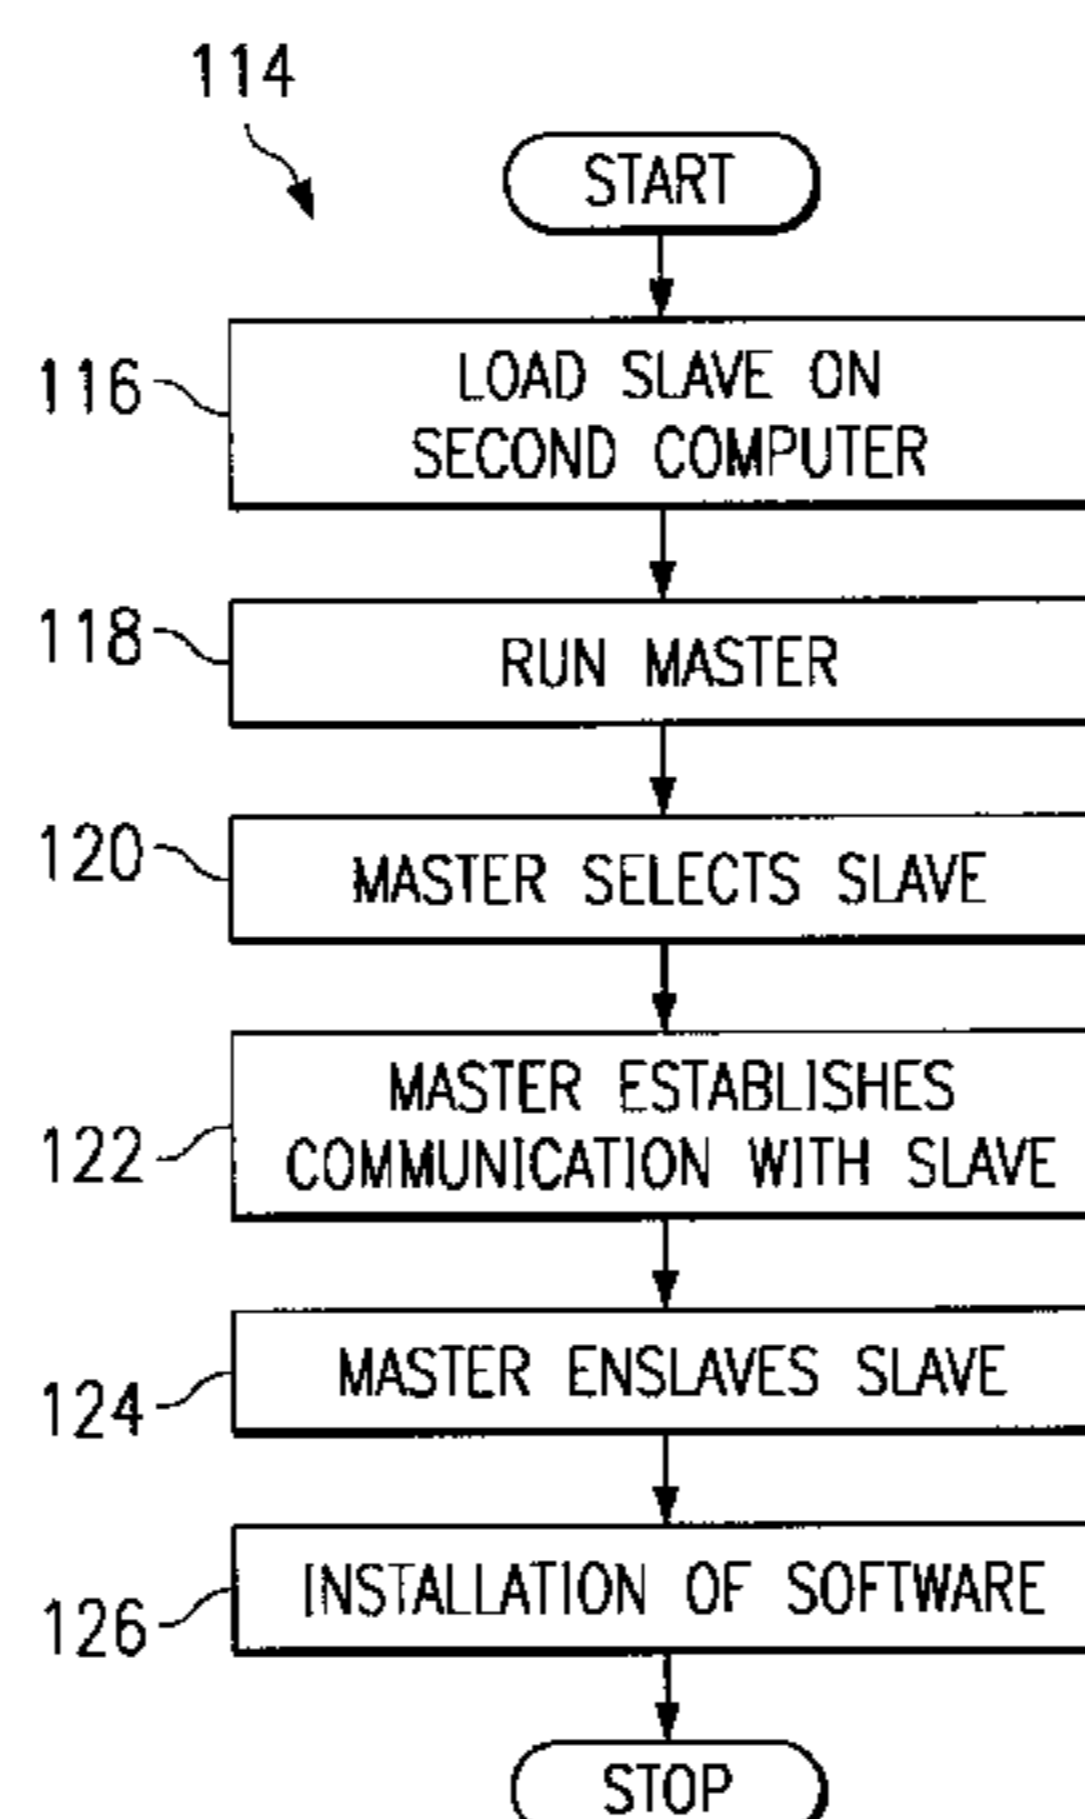 114
START
116
LOAD SLAVE ON
SECOND COMPUTER
118
RUN MASTER
120
MASTER SELECTS SLAVE
122
MASTER ESTABLISHES
COMMUNICATION WITH SLAVE
124
MASTER ENSLAVES SLAVE
126
INSTALLATION OF SOFTWARE
STOP